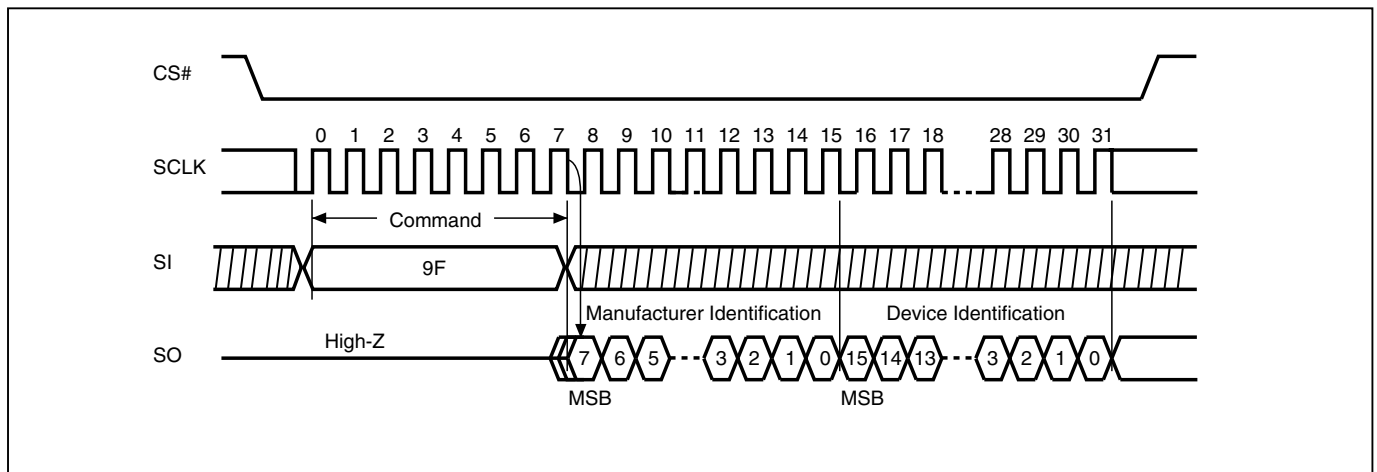 CS#
0 1 2 3 4 5 6 7 8 9 10 11 12 13 14 15 16 17 18 28 29 30 31
SCLK
Command
SI
9F
Manufacturer Identification Device Identification
High-Z
SO
7 6 5 3 2 1 0 15 14 13 3 2 1 0
MSB MSB